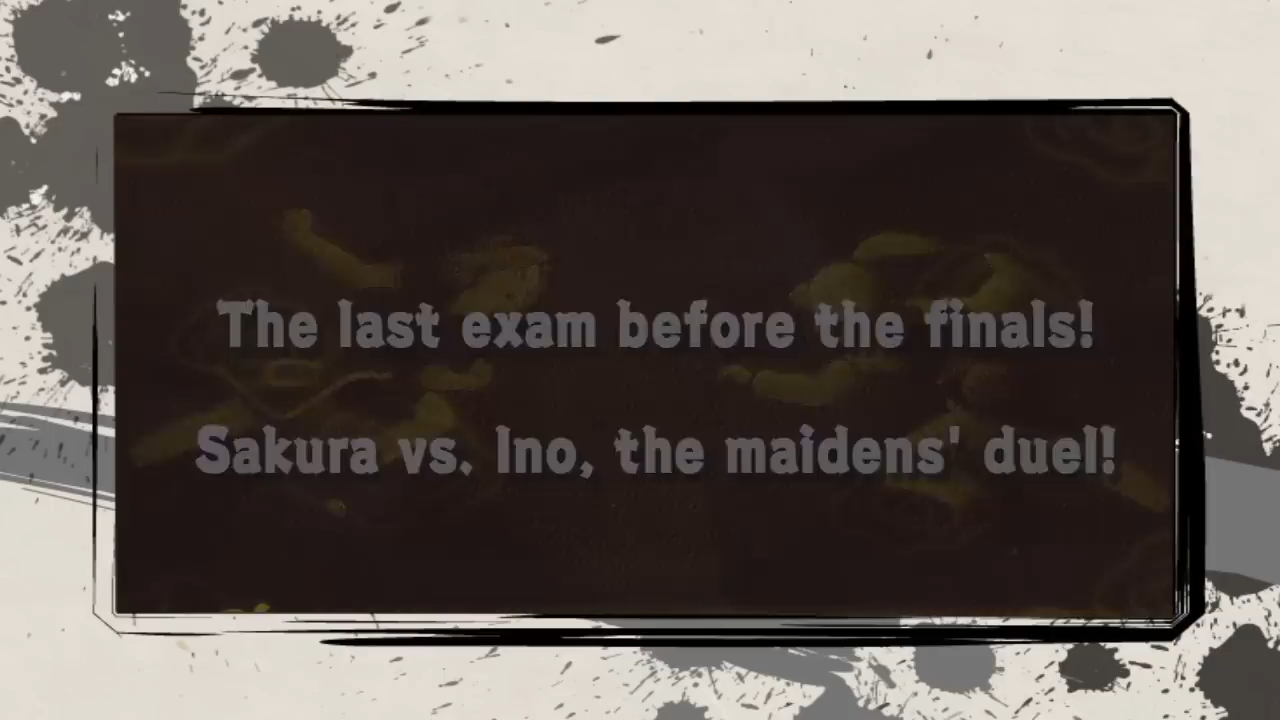 The last exam before the finals!
Sakura vs. Ino, the maidens' duel!